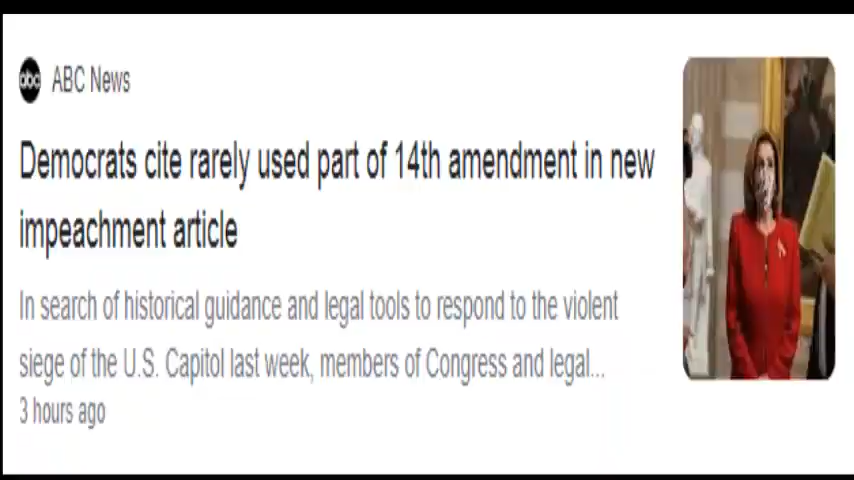 abc ABC News
Democrats cite rarely used part of 14th amendment in new
impeachment article
In search of historical guidance and legal tools to respond to the violent
siege of the U.S. Capitol last week, members of Congress and legal...
3 hours ago